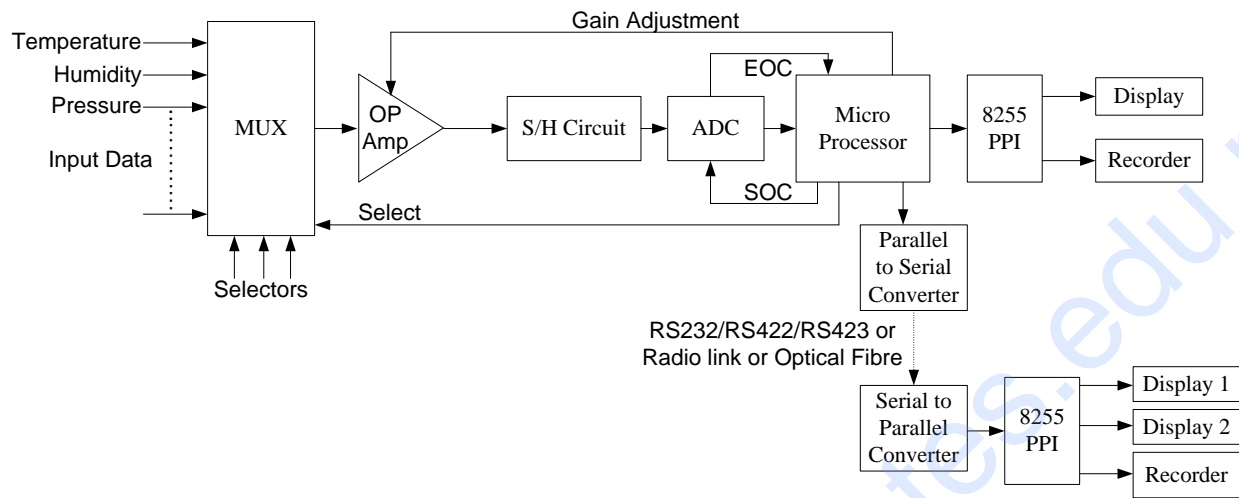 Gain Adjustment
Temperature
Humidity
Pressure
Input Data
MUX
Selectors
Select
OP
Amp
S/H Circuit
EOC
ADC
SOC
Micro
Processor
8255
PPI
Display
Recorder
Parallel
to Serial
Converter
RS232/RS422/RS423 or
Radio link or Optical Fibre
Serial to
Parallel
Converter
8255
PPI
Display 1
Display 2
Recorder